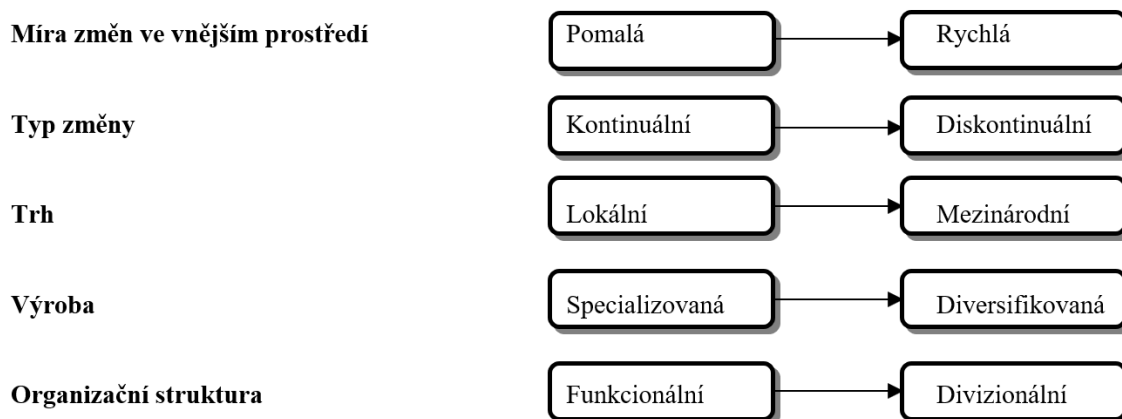 Míra změn ve vnějším prostředí Pomalá Rychlá
Typ změny Kontinuální Diskontinuální
Trh Lokální Mezinárodní
Výroba Specializovaná Diversifikovaná
Organizační struktura Funkcionální Divizionální